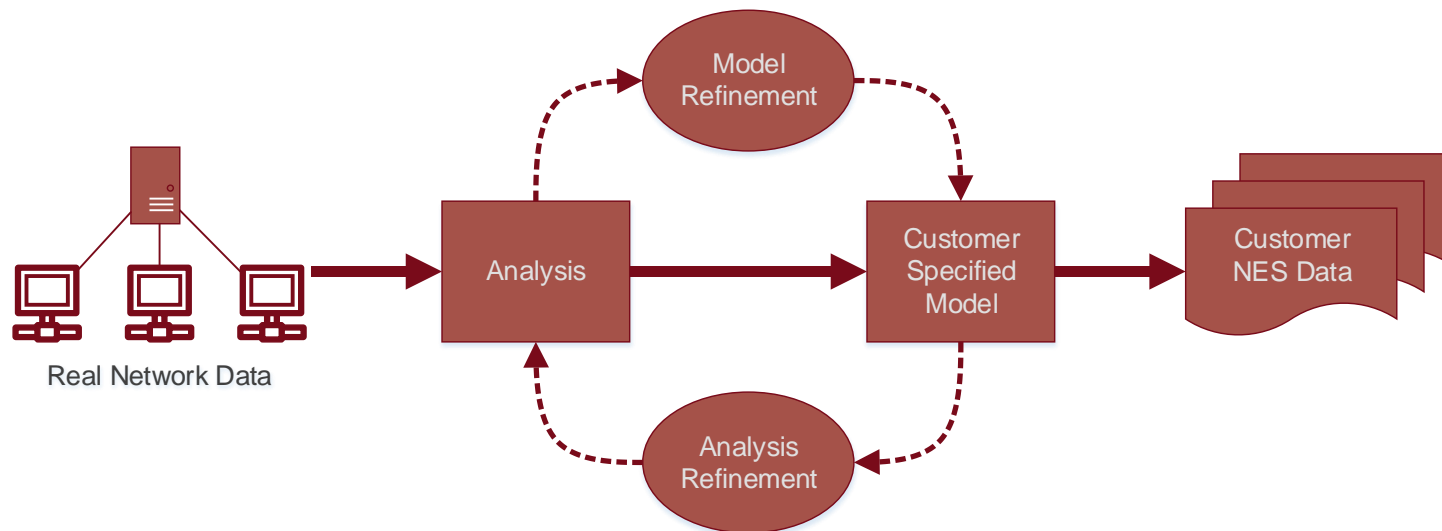 Model
Refinement
Real Network Data
Analysis
Customer
Specified
Model
Customer
NES Data
Analysis
Refinement